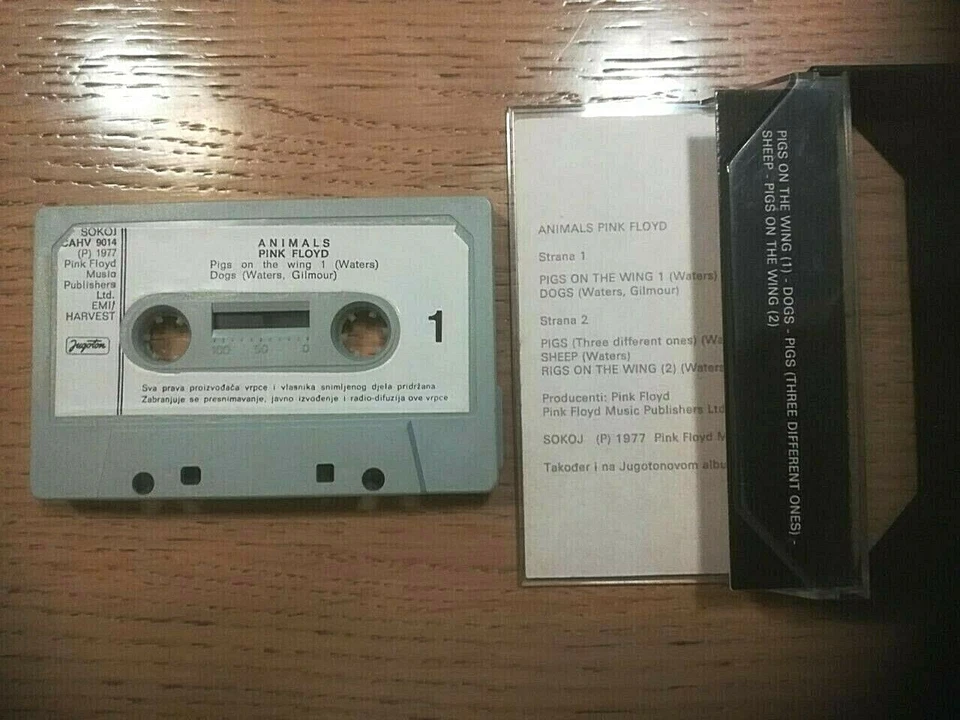 SOKOJ
CAHV 9014
(P) 1977
Pink Floyd
Music
Publishers
Ltd.
EMI/
HARVEST
Jugoton
ANIMALS
PINK FLOYD
Pigs on the wing 1 (Waters)
Dogs (Waters, Gilmour)
1
100 50 0
Sva prava proizvođača vrpce i vlasnika snimljenog djela pridržana
Zabranjuje se presnimavanje, javno izvođenje i radio-difuzija ove vrpce
ANIMALS PINK FLOYD
Strana 1
PIGS ON THE WING 1 (Waters)
DOGS (Waters, Gilmour)
Strana 2
PIGS (Three different ones) (Wa
SHEEP (Waters)
RIGS ON THE WING (2) (Waters
Producenti: Pink Floyd
Pink Floyd Music Publishers Ltd
SOKOJ (P) 1977 Pink Floyd M
Također i na Jugotonovom albu
PIGS ON THE WING (1) - DOGS - PIGS (THREE DIFFERENT ONES) -
SHEEP - PIGS ON THE WING (2)